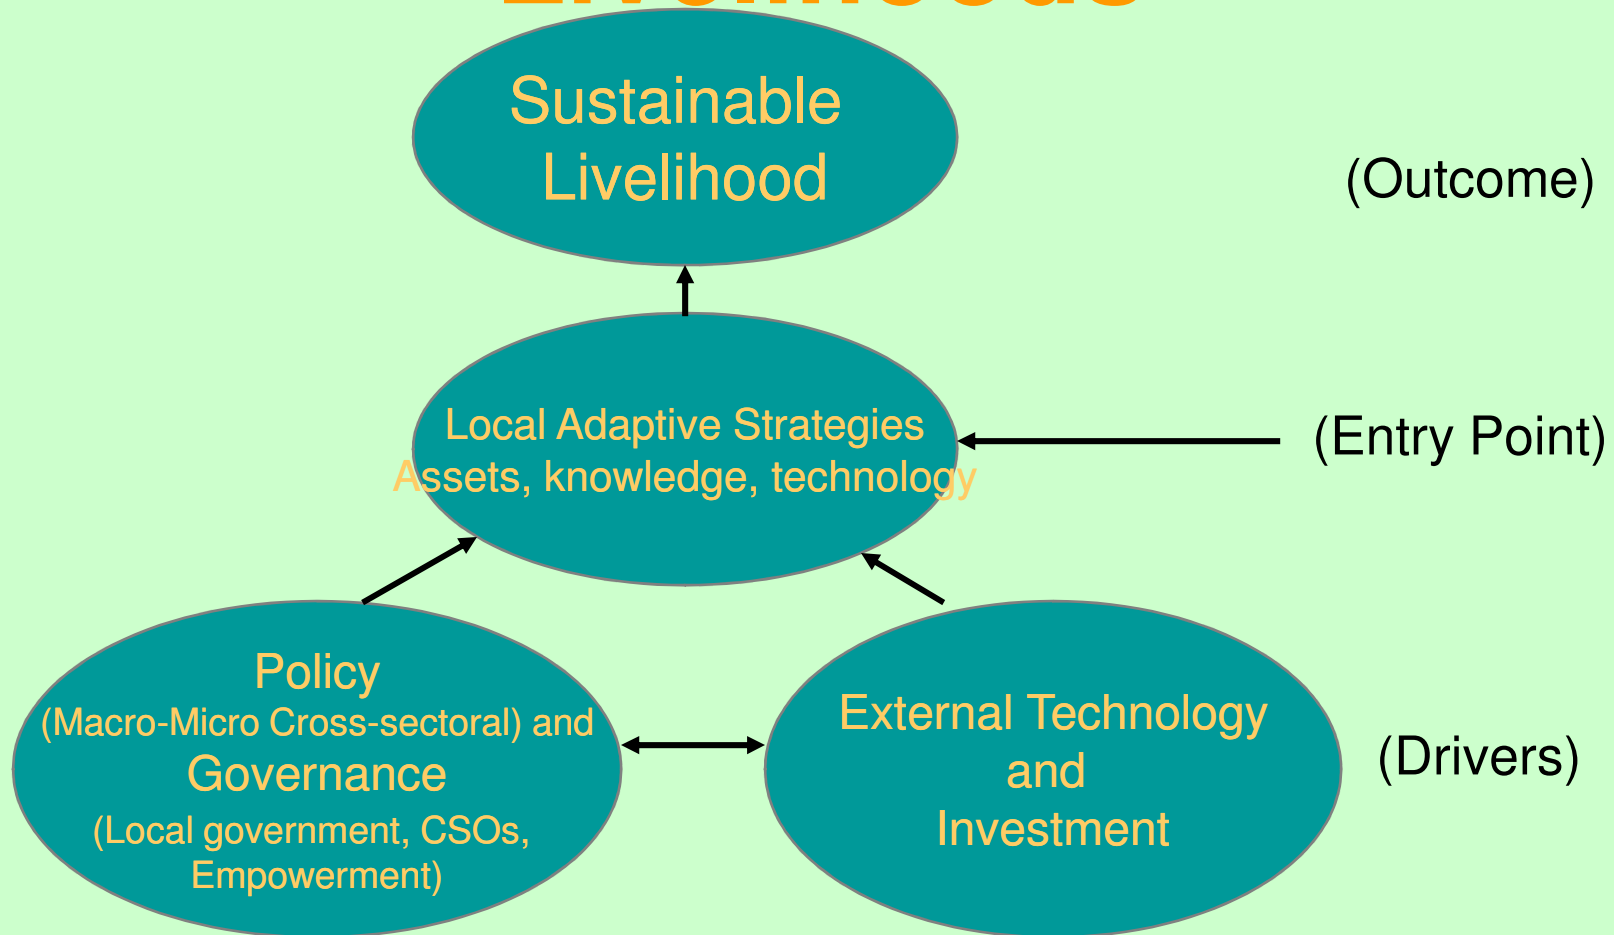 Livelihoods
Sustainable
Livelihood
(Outcome)
Local Adaptive Strategies
Assets, knowledge, technology
(Entry Point)
Policy
(Macro-Micro Cross-sectoral) and
Governance
(Local government, CSOs,
Empowerment)
External Technology
and
Investment
(Drivers)